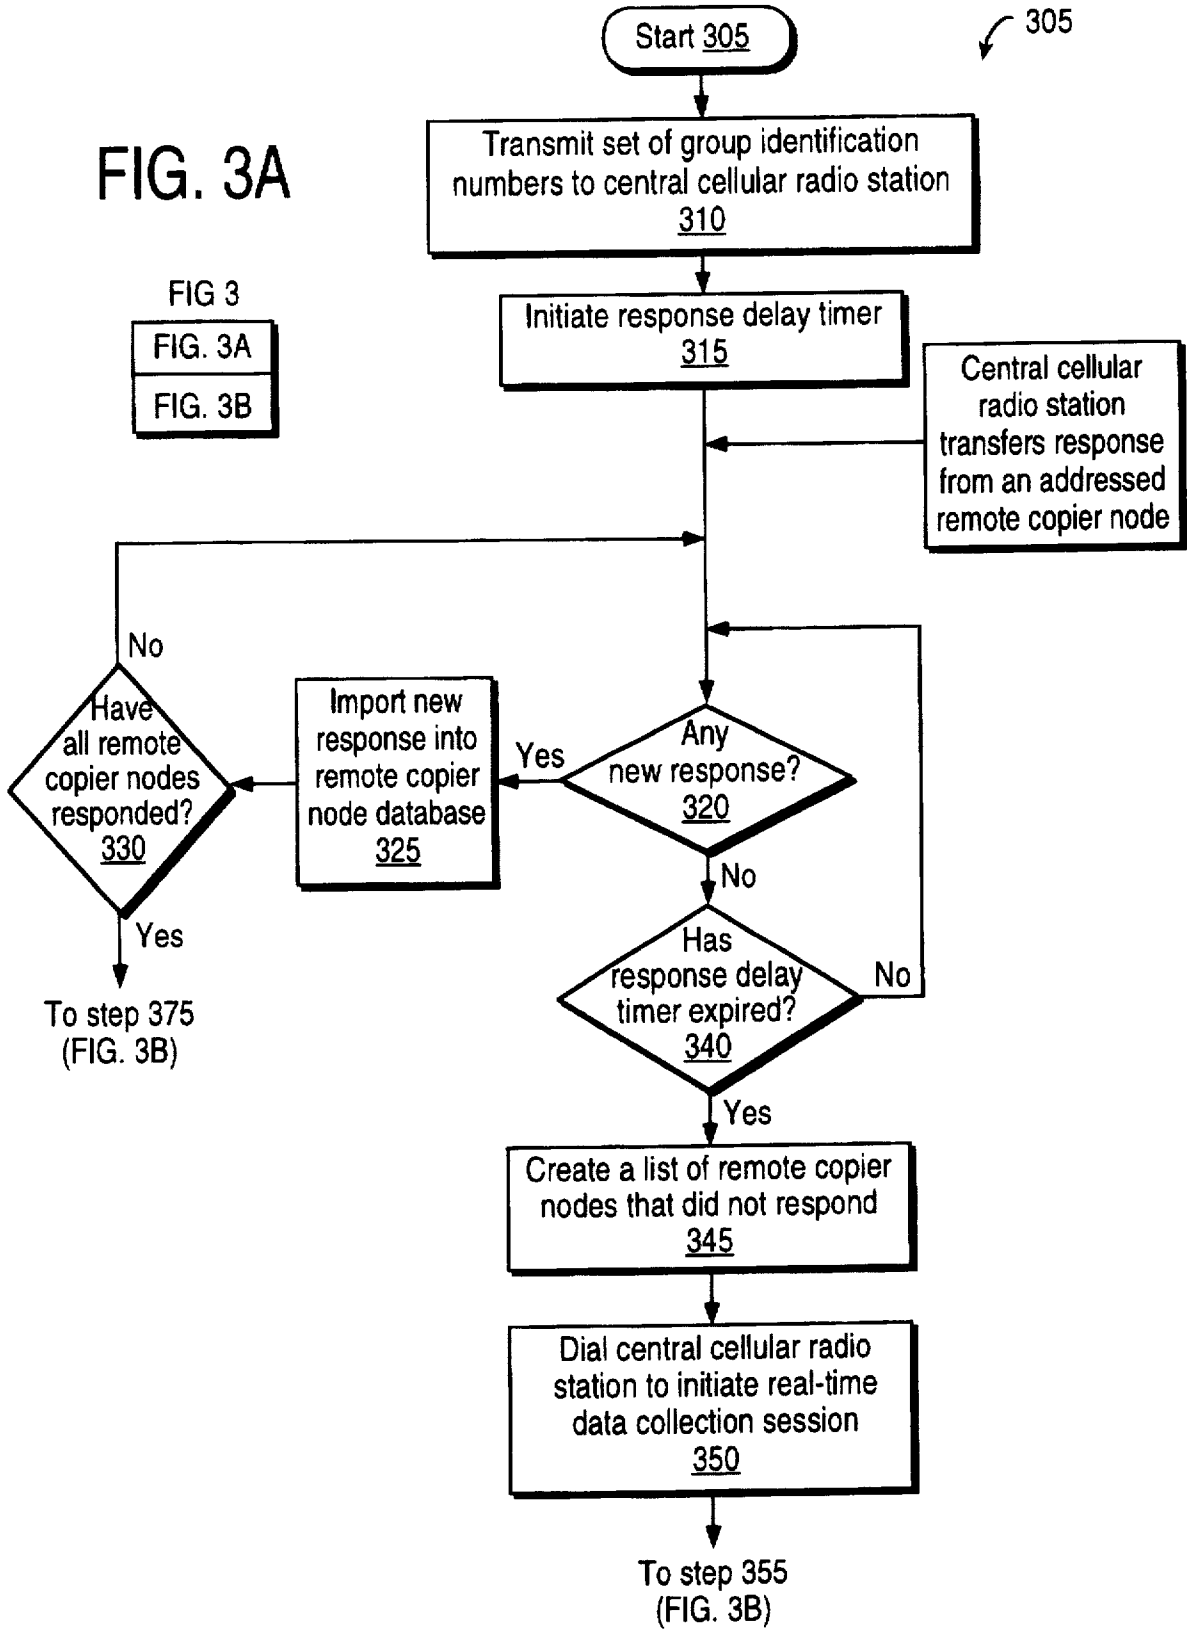 Start 305
305
FIG. 3A
Transmit set of group identification
numbers to central cellular radio station
310
FIG 3
FIG. 3A
FIG. 3B
Initiate response delay timer
315
Central cellular
radio station
transfers response
from an addressed
remote copier node
No
Have
all remote
copier nodes
responded?
330
Import new
response into
remote copier
node database
325
Yes
Any
new response?
320
No
Yes
To step 375
(FIG. 3B)
Has
response delay
timer expired?
340
No
Yes
Create a list of remote copier
nodes that did not respond
345
Dial central cellular radio
station to initiate real-time
data collection session
350
To step 355
(FIG. 3B)